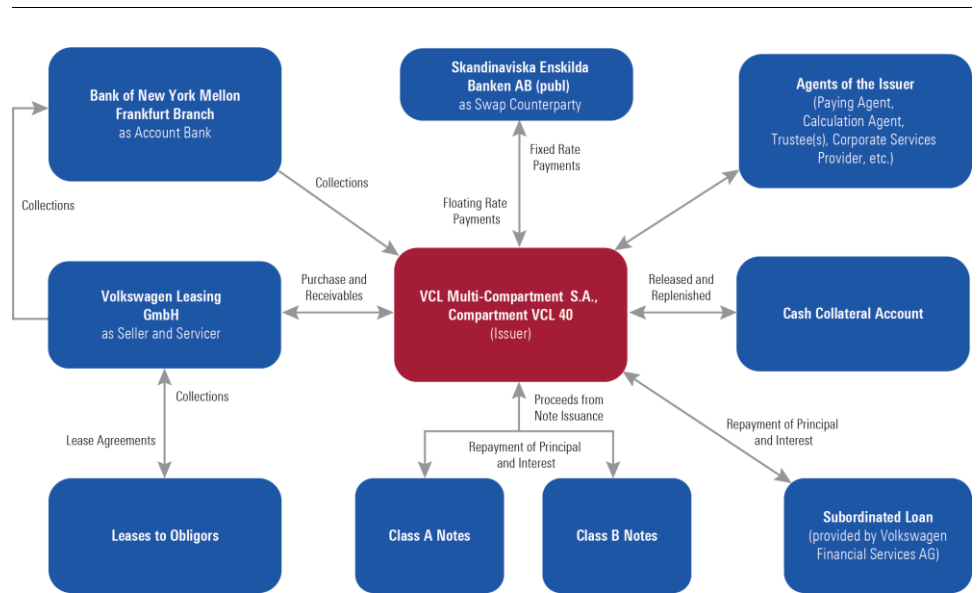 Bank of New York Mellon
Frankfurt Branch
as Account Bank
Skandinaviska Enskilda
Banken AB (publ)
as Swap Counterparty
Agents of the Issuer
(Paying Agent,
Calculation Agent,
Trustee(s), Corporate Services
Provider, etc.)
Fixed Rate
Payments
Collections
Collections
Floating Rate
Payments
Volkswagen Leasing
GmbH
as Seller and Servicer
Purchase and
Receivables
VCL Multi-Compartment S.A.,
Compartment VCL 40
(Issuer)
Released and
Replenished
Cash Collateral Account
Collections
Lease Agreements
Proceeds from
Note Issuance
Repayment of Principal
and Interest
Repayment of Principal
and Interest
Leases to Obligors
Class A Notes
Class B Notes
Subordinated Loan
(provided by Volkswagen
Financial Services AG)